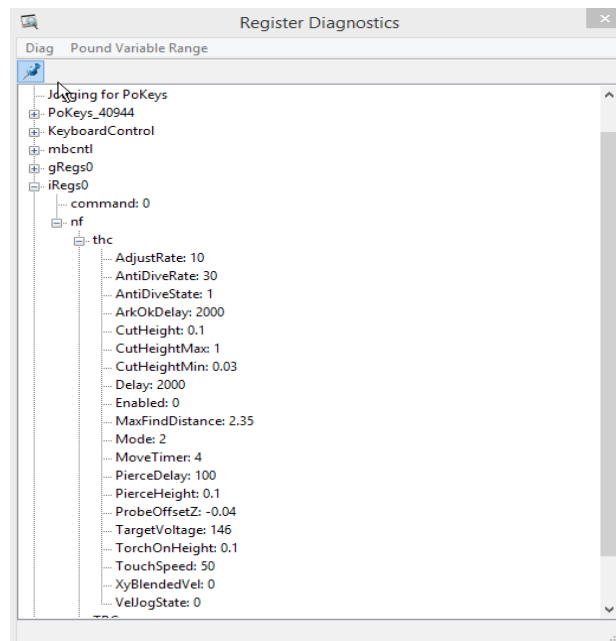 Register Diagnostics
Diag Pound Variable Range
Jogging for PoKeys
PoKeys_40944
KeyboardControl
mbcntl
gRegs0
iRegs0
command: 0
nf
thc
AdjustRate: 10
AntiDiveRate: 30
AntiDiveState: 1
ArkOkDelay: 2000
CutHeight: 0.1
CutHeightMax: 1
CutHeightMin: 0.03
Delay: 2000
Enabled: 0
MaxFindDistance: 2.35
Mode: 2
MoveTimer: 4
PierceDelay: 100
PierceHeight: 0.1
ProbeOffsetZ: -0.04
TargetVoltage: 146
TorchOnHeight: 0.1
TouchSpeed: 50
XyBlendedVel: 0
VelJogState: 0